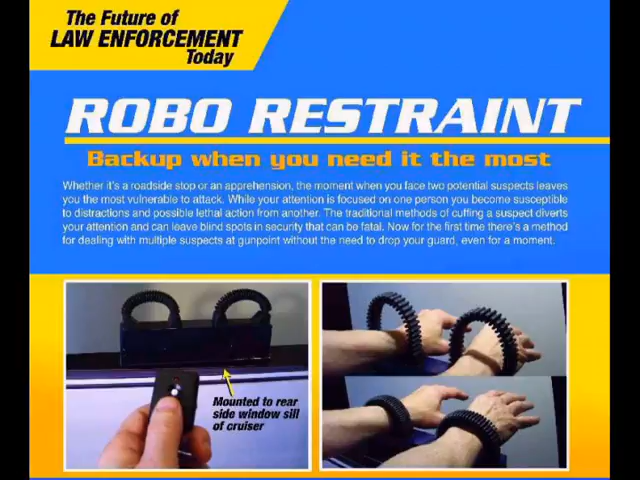 The Future of
LAW ENFORCEMENT
Today
ROBO RESTRAINT
Backup when you need it the most
Whether it's a roadside stop or an apprehension, the moment when you face two potential suspects leaves
you the most vulnerable to attack. While your attention is focused on one person you become susceptible
to distractions and possible lethal action from another. The traditional methods of cuffing a suspect diverts
your attention and can leave blind spots in security that can be fatal. Now for the first time there's a method
for dealing with multiple suspects at gunpoint without the need to drop your guard, even for a moment.
Mounted to rear
side window sill
of cruiser